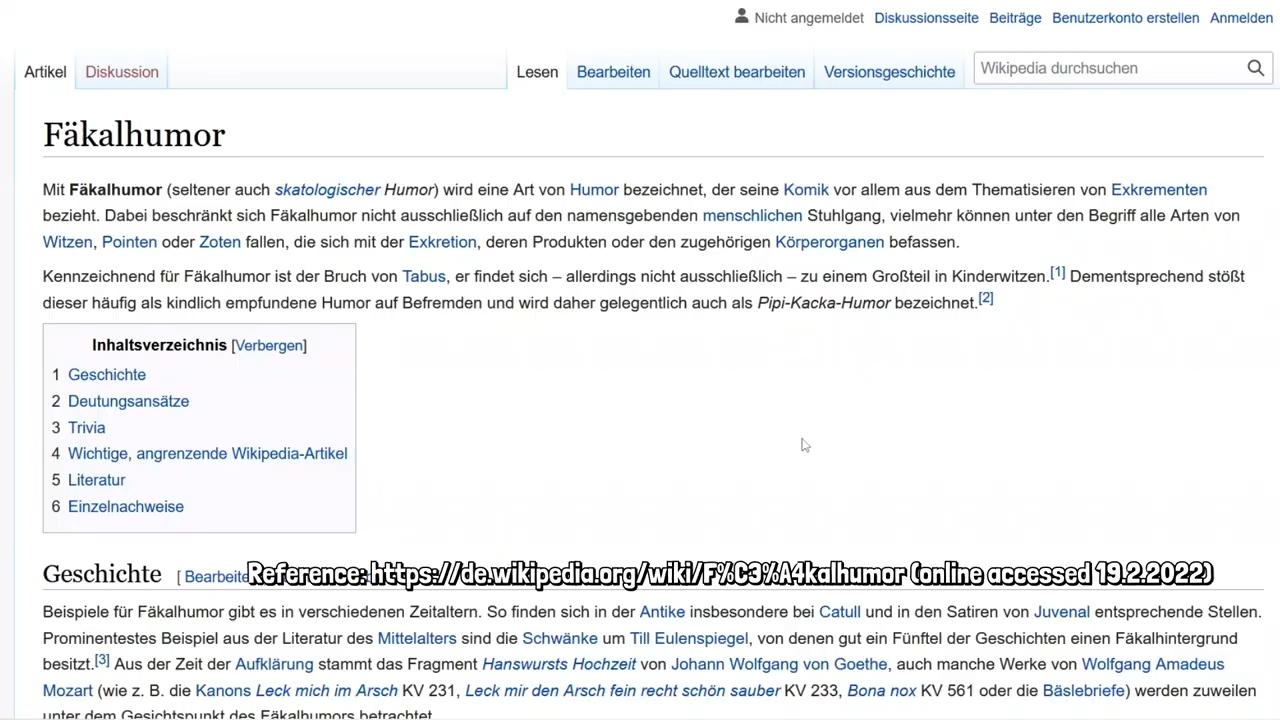 Nicht angemeldet Diskussionsseite Beiträge Benutzerkonto erstellen Anmelden
Artikel Diskussion Lesen Bearbeiten Quelltext bearbeiten Versionsgeschichte Wikipedia durchsuchen
Fäkalhumor
Mit Fäkalhumor (seltener auch skatologischer Humor) wird eine Art von Humor bezeichnet, der seine Komik vor allem aus dem Thematisieren von Exkrementen
bezieht. Dabei beschränkt sich Fäkalhumor nicht ausschließlich auf den namensgebenden menschlichen Stuhlgang, vielmehr können unter den Begriff alle Arten von
Witzen, Pointen oder Zoten fallen, die sich mit der Exkretion, deren Produkten oder den zugehörigen Körperorganen befassen.
Kennzeichnend für Fäkalhumor ist der Bruch von Tabus, er findet sich – allerdings nicht ausschließlich – zu einem Großteil in Kinderwitzen.[1] Dementsprechend stößt
dieser häufig als kindlich empfundene Humor auf Befremden und wird daher gelegentlich auch als Pipi-Kacka-Humor bezeichnet.[2]
Inhaltsverzeichnis [Verbergen]
1 Geschichte
2 Deutungsansätze
3 Trivia
4 Wichtige, angrenzende Wikipedia-Artikel
5 Literatur
6 Einzelnachweise
Geschichte [ Bearbeite
Reference: https://de.wikipedia.org/wiki/F%C3%A4kalhumor (online accessed 19.2.2022)
Beispiele für Fäkalhumor gibt es in verschiedenen Zeitaltern. So finden sich in der Antike insbesondere bei Catull und in den Satiren von Juvenal entsprechende Stellen.
Prominentestes Beispiel aus der Literatur des Mittelalters sind die Schwänke um Till Eulenspiegel, von denen gut ein Fünftel der Geschichten einen Fäkalhintergrund
besitzt.[3] Aus der Zeit der Aufklärung stammt das Fragment Hanswursts Hochzeit von Johann Wolfgang von Goethe, auch manche Werke von Wolfgang Amadeus
Mozart (wie z. B. die Kanons Leck mich im Arsch KV 231, Leck mir den Arsch fein recht schön sauber KV 233, Bona nox KV 561 oder die Bäslebriefe) werden zuweilen
unter dem Gesichtspunkt des Fäkalhumors betrachtet